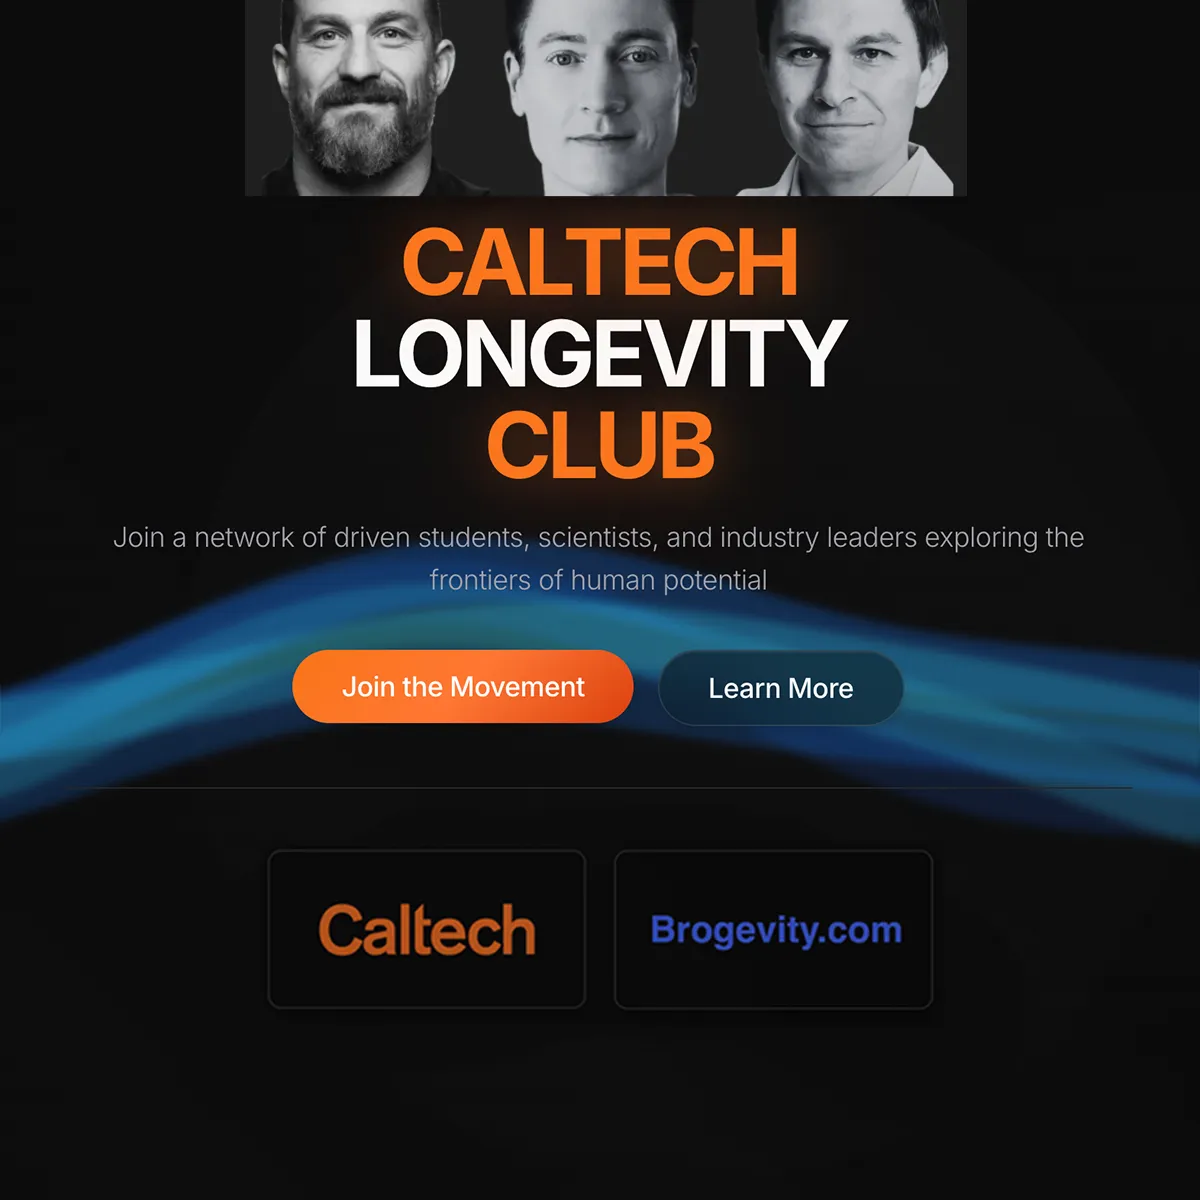 CALTECH
LONGEVITY
CLUB
Join a network of driven students, scientists, and industry leaders exploring the
frontiers of human potential
Join the Movement
Learn More
Caltech
Brogevity.com